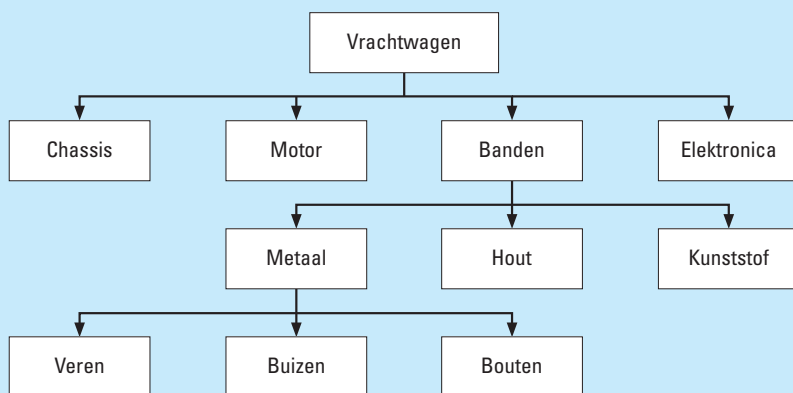 Vrachtwagen
Chassis
Motor
Banden
Elektronica
Metaal
Hout
Kunststof
Veren
Buizen
Bouten